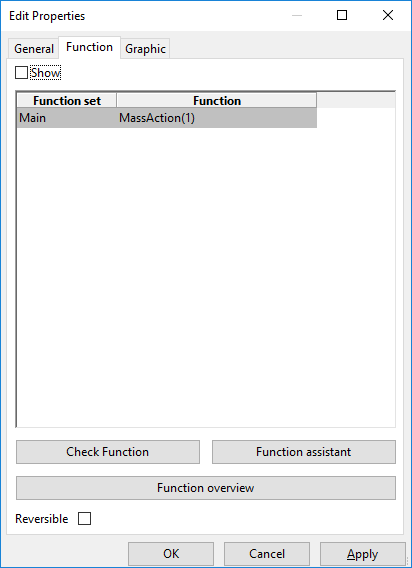 Edit Properties
General Function Graphic
Show
Function set Function
Main MassAction(1)
Check Function Function assistant
Function overview
Reversible
OK Cancel Apply